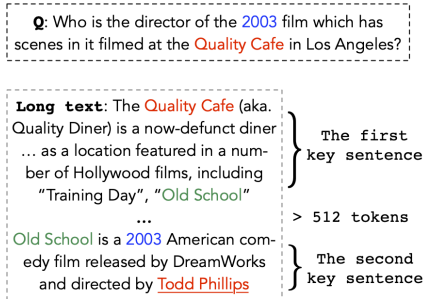 Q: Who is the director of the 2003 film which has
scenes in it filmed at the Quality Cafe in Los Angeles?
Long text: The Quality Cafe (aka.
Quality Diner) is a now-defunct diner
... as a location featured in a num-
ber of Hollywood films, including
“Training Day”, “Old School”
...
Old School is a 2003 American com-
edy film released by DreamWorks
and directed by Todd Phillips
The first
key sentence
> 512 tokens
The second
key sentence